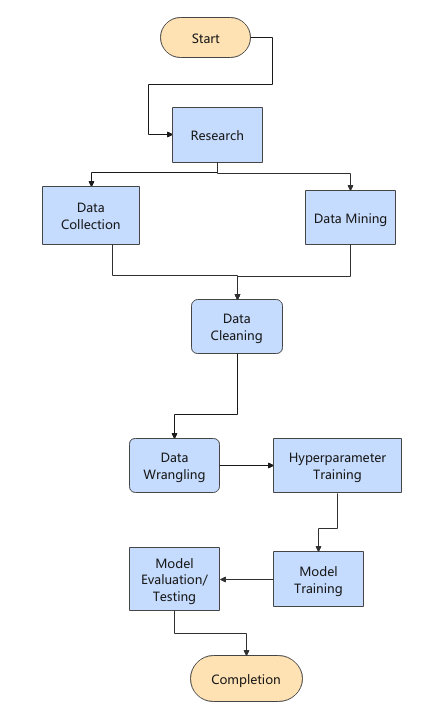 Start
Research
Data
Collection
Data Mining
Data
Cleaning
Data
Wrangling
Hyperparameter
Training
Model
Evaluation/
Testing
Model
Training
Completion